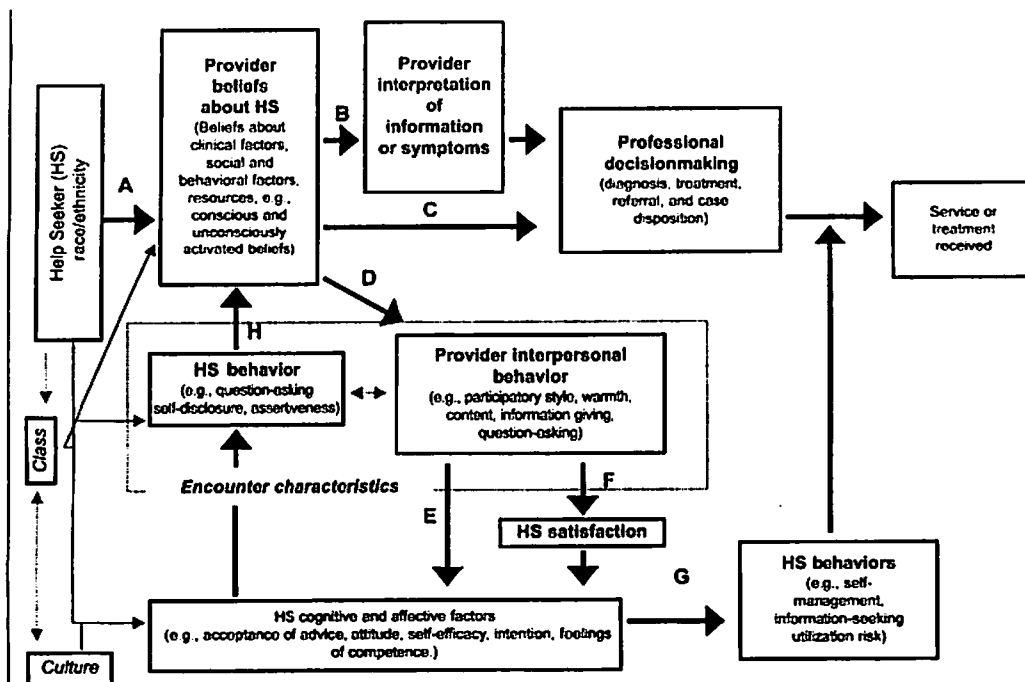 Help Seeker (HS)
race/ethnicity
A
Provider
beliefs
about HS
(Beliefs about
clinical factors,
social and
behavioral factors,
resources, e.g.,
conscious and
unconsciously
activated beliefs)
B
Provider
interpretation
of
information
or symptoms
C
Professional
decisionmaking
(diagnosis, treatment,
referral, and case
disposition)
Service or
treatment
received
D
H
HS behavior
(e.g., question-asking
self-disclosure, assertiveness)
Provider interpersonal
behavior
(e.g., participatory style, warmth,
content, information giving,
question-asking)
Class
Encounter characteristics
E
F
HS satisfaction
G
HS behaviors
(e.g., self-
management,
information-seeking
utilization risk)
HS cognitive and affective factors
(e.g., acceptance of advice, attitude, self-efficacy, intention, feelings
of competence.)
Culture